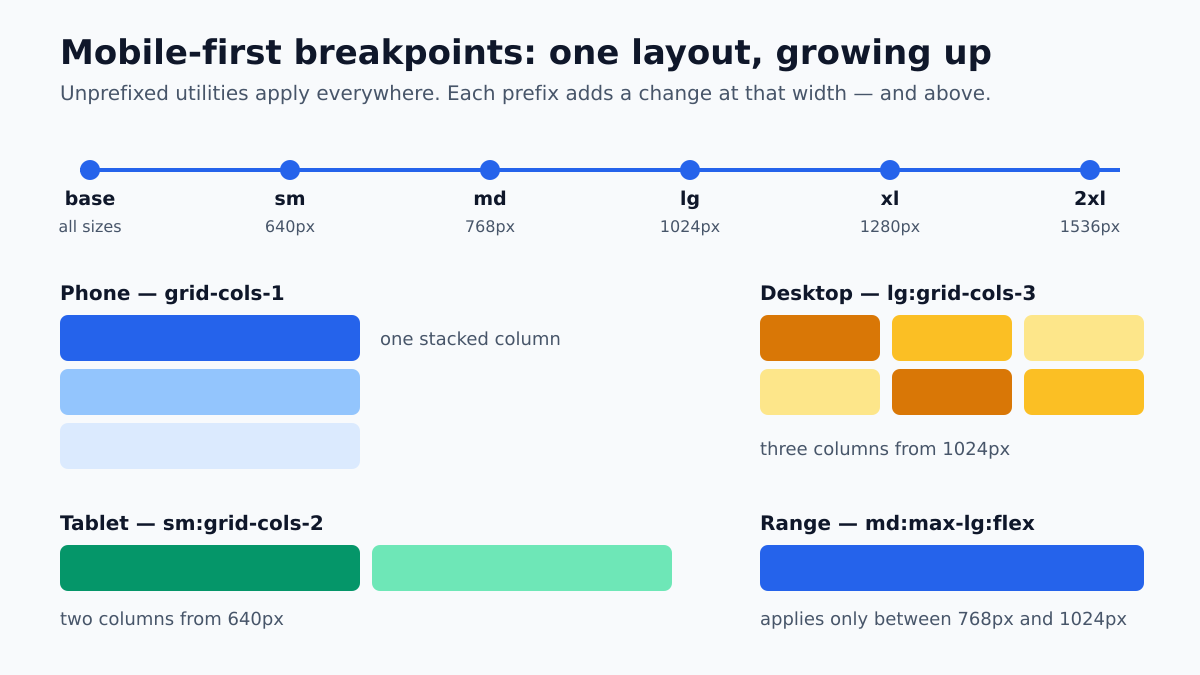 Mobile-first breakpoints: one layout, growing up
Unprefixed utilities apply everywhere. Each prefix adds a change at that width — and above.
base sm md lg xl 2xl
all sizes 640px 768px 1024px 1280px 1536px
Phone — grid-cols-1
one stacked column
Desktop — lg:grid-cols-3
three columns from 1024px
Tablet — sm:grid-cols-2
two columns from 640px
Range — md:max-lg:flex
applies only between 768px and 1024px